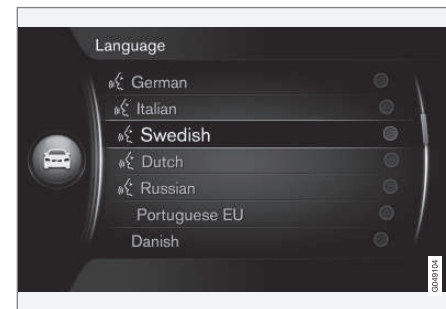 Language
German
Italian
Swedish
Dutch
Russian
Portuguese EU
Danish
G049104